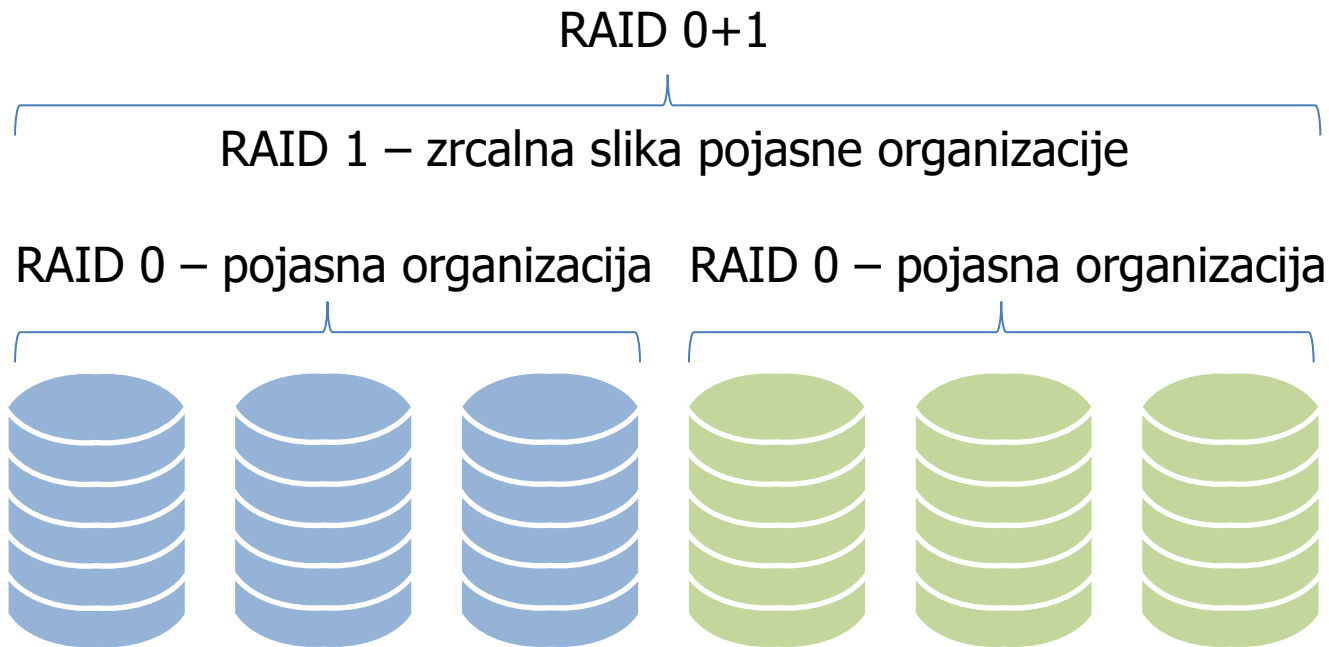 RAID 0+1
RAID 1 – zrcalna slika pojasne organizacije
RAID 0 – pojasna organizacija
RAID 0 – pojasna organizacija